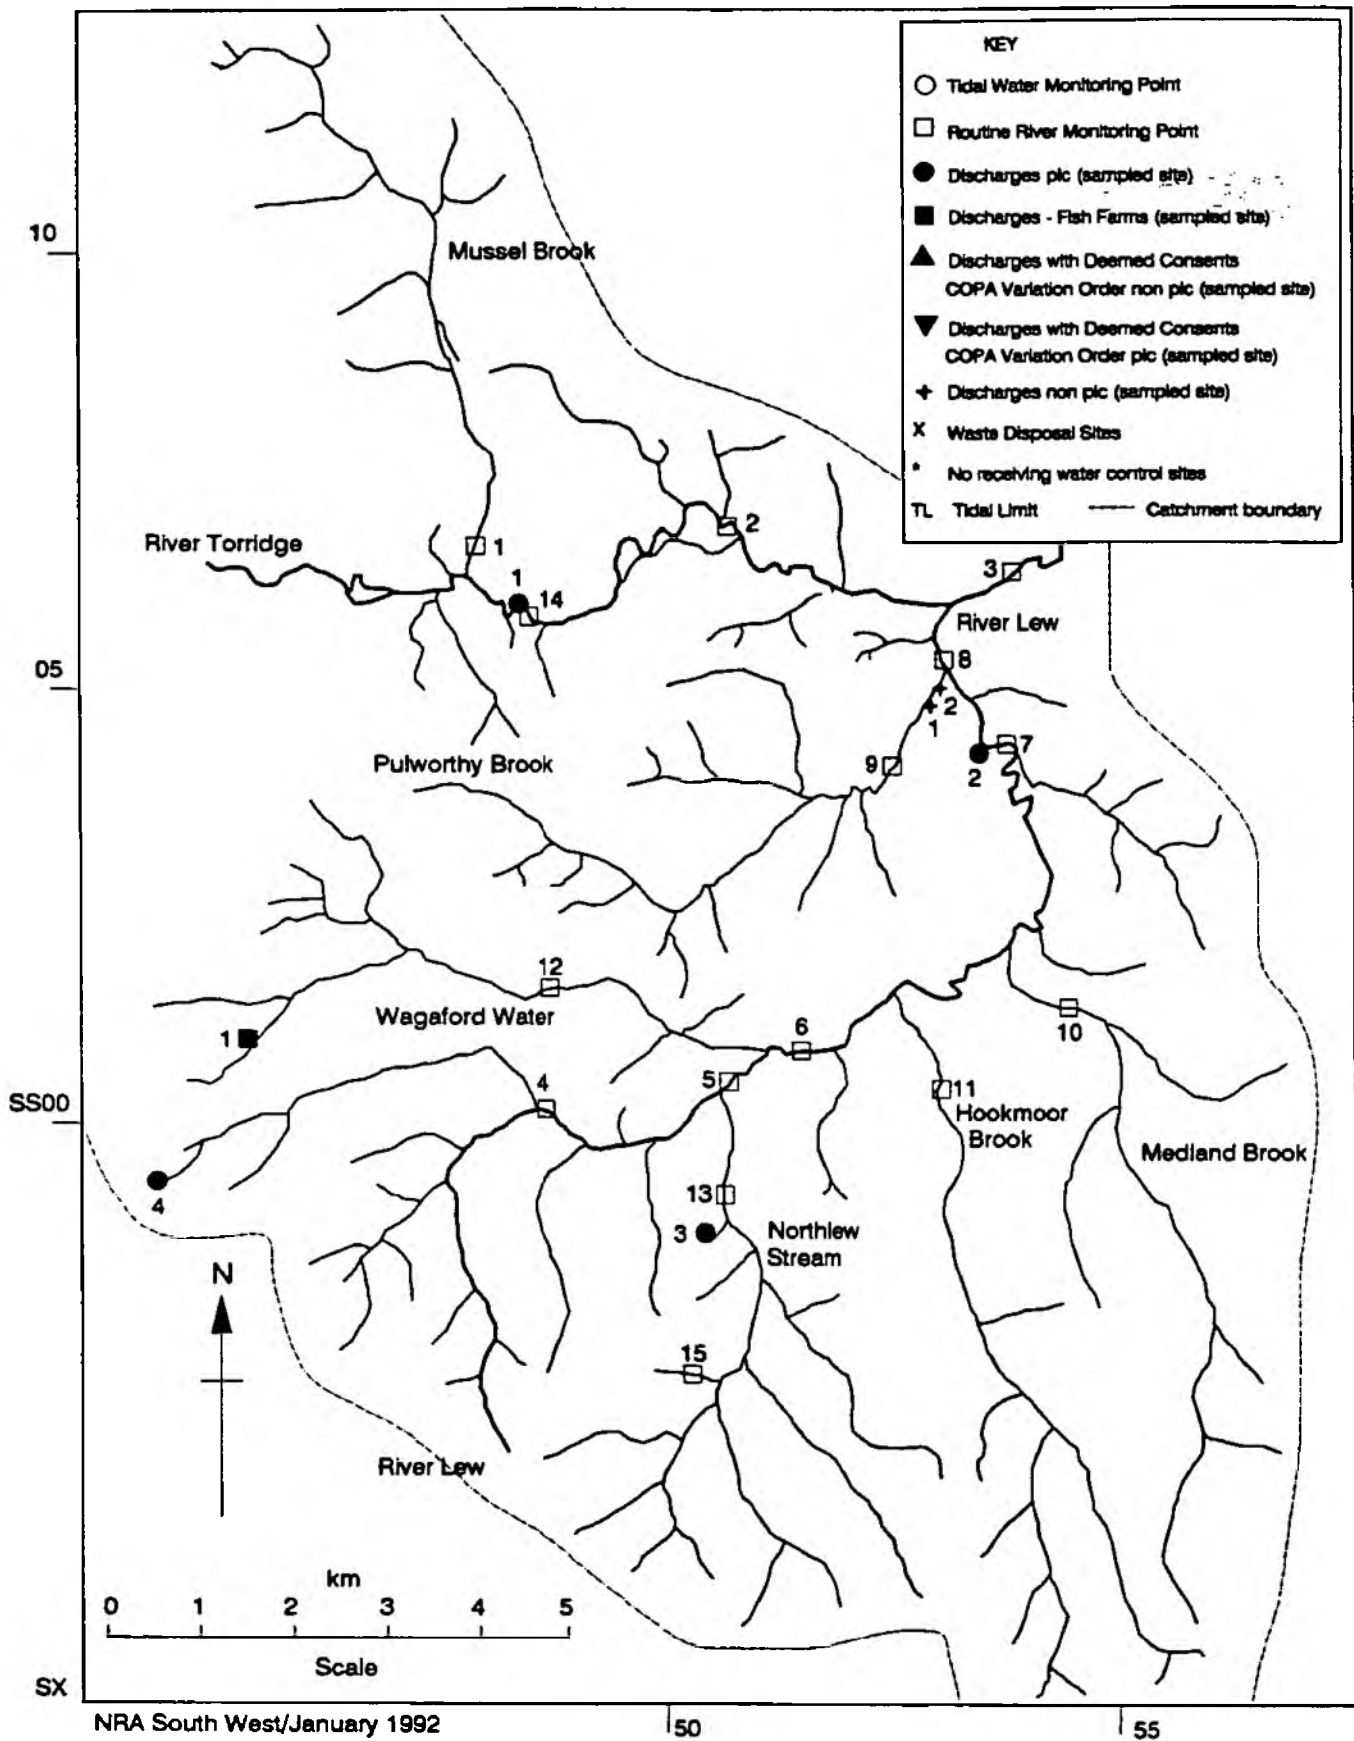 KEY
Tidal Water Monitoring Point
Routine River Monitoring Point
Discharges plc (sampled site)
Discharges - Fish Farms (sampled site)
Discharges with Deemed Consents
COPA Variation Order non plc (sampled site)
Discharges with Deemed Consents
COPA Variation Order plc (sampled site)
Discharges non plc (sampled site)
X Waste Disposal Sites
* No receiving water control sites
TL Tidal Limit
Catchment boundary
10
Mussel Brook
2
River Torridge
1
1
14
3
River Lew
05
8
2
1
Pulworthy Brook
9
2
7
12
Wagaford Water
1
6
10
SS00
4
5
11
Hookmoor
Brook
Medland Brook
4
13
3
Northlew
Stream
N
15
River Lew
km
0 1 2 3 4 5
Scale
SX
NRA South West/January 1992
50
55